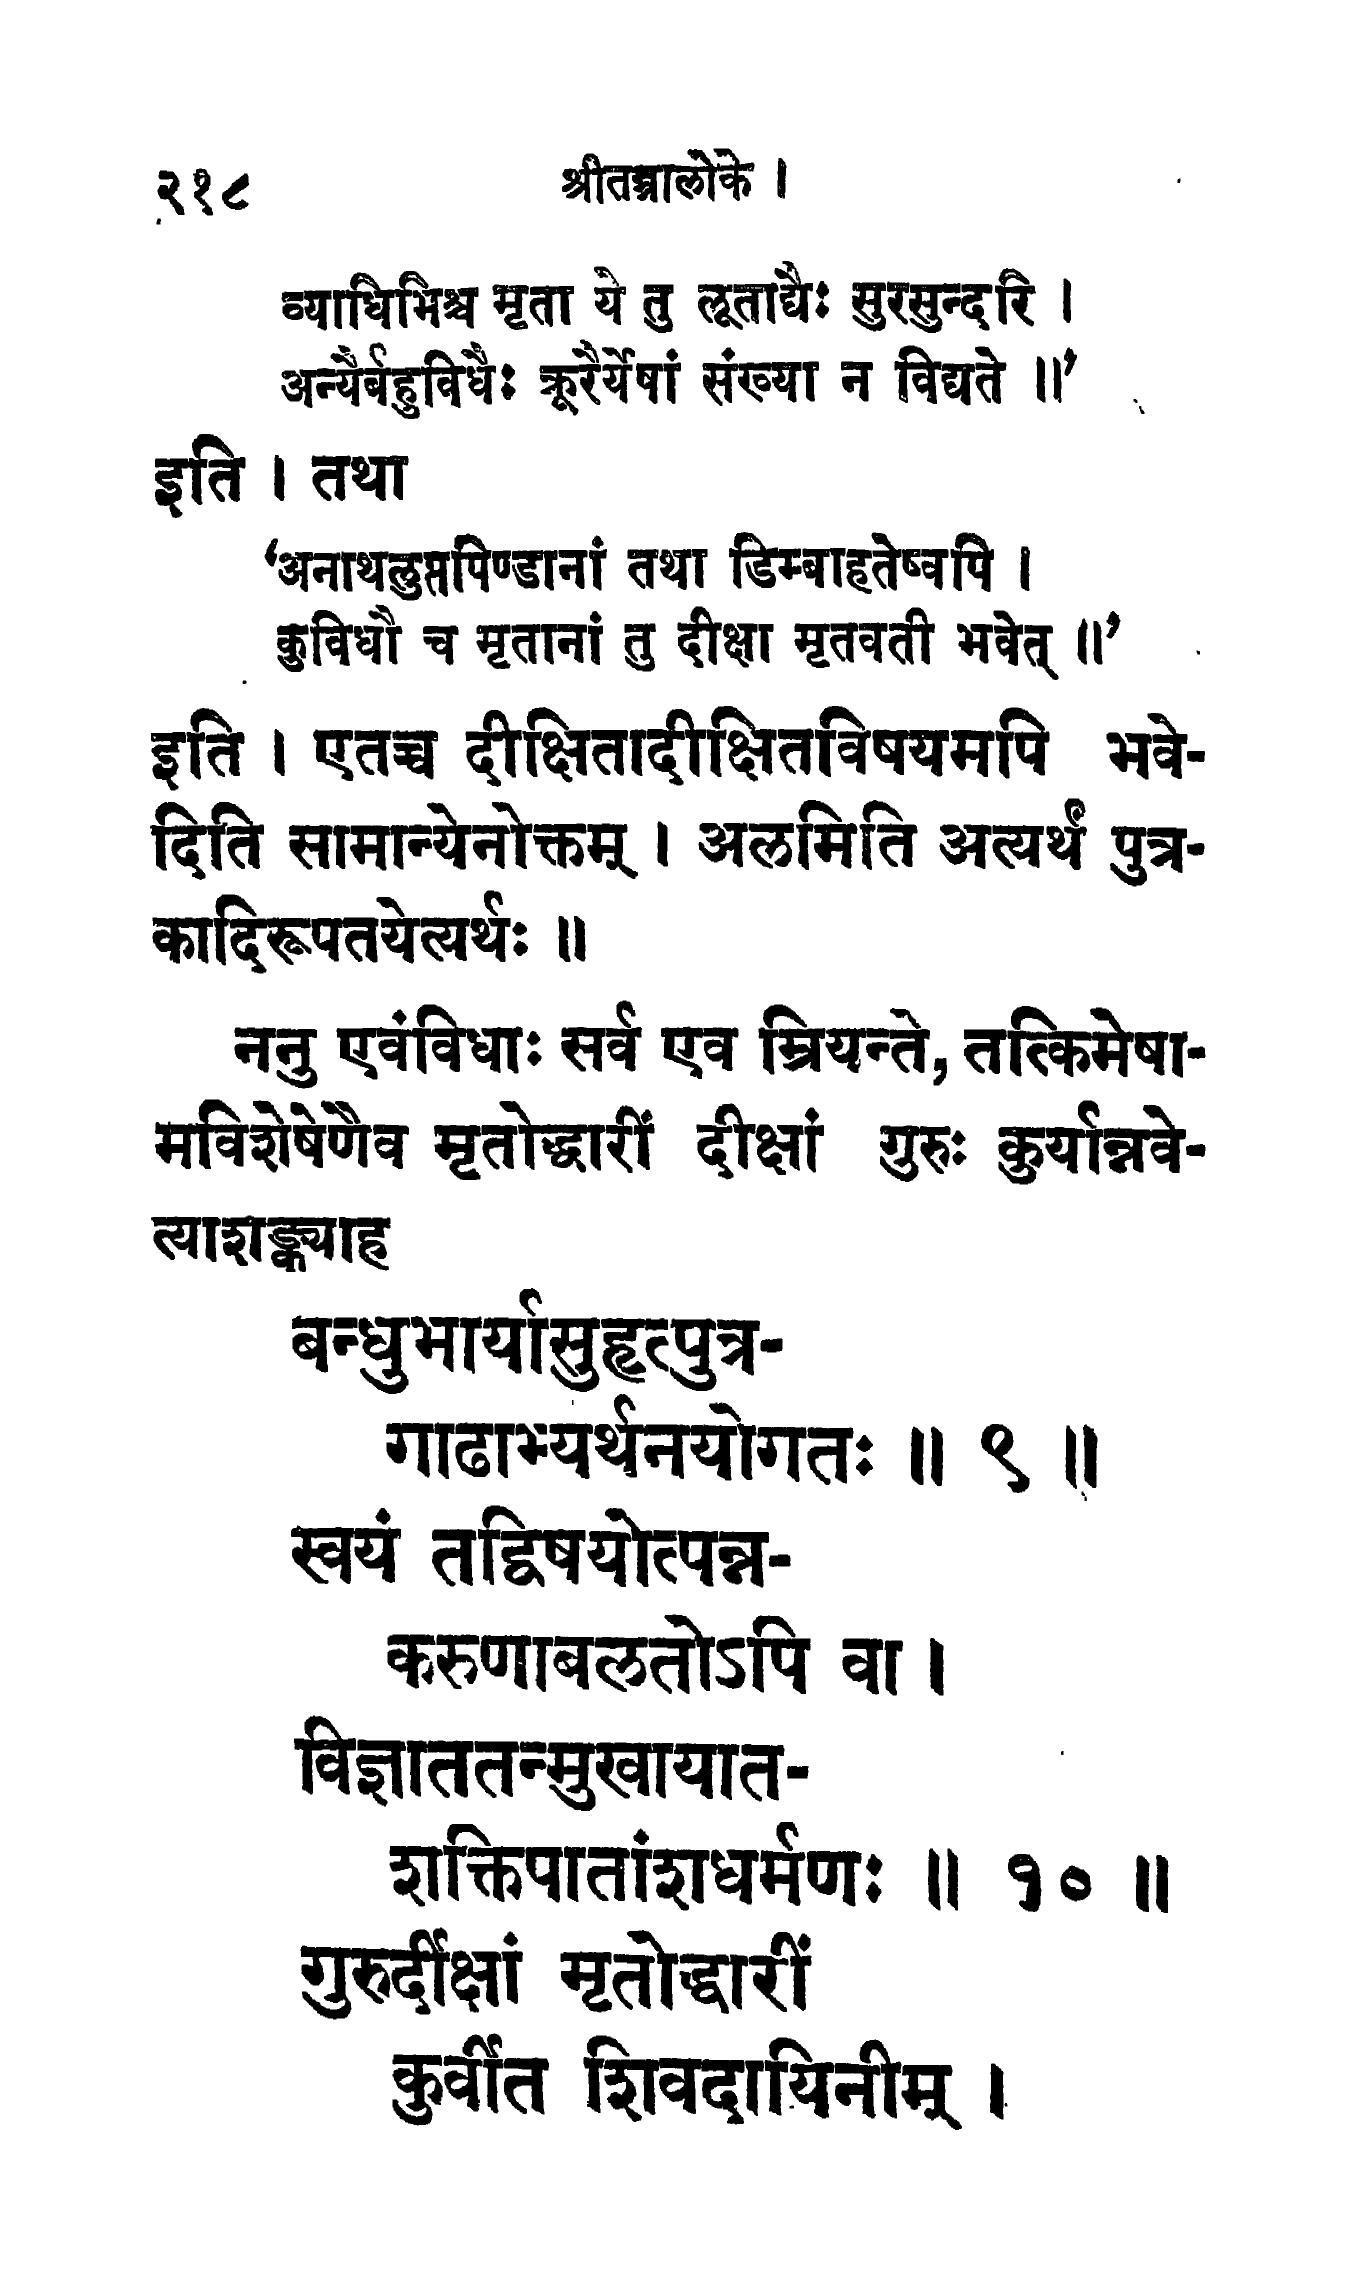 २१८ श्रीतन्त्रालोके ।
व्याधिभिश्च मृता ये तु लूताद्यैः सुरसुन्दरि ।
अन्यैर्बहुविधैः क्रूरैर्येषां संख्या न विद्यते ॥’
इति । तथा
‘अनाथलुप्तपिण्डानां तथा डिम्बाहतेष्वपि ।
कुविधौ च मृतानां तु दीक्षा मृतवती भवेत् ॥’
इति । एतच्च दीक्षितादीक्षितविषयमपि भवे-
दिति सामान्येनोक्तम् । अलमिति अत्यर्थं पुत्र-
कादिरूपतयेत्यर्थः ॥
ननु एवंविधाः सर्व एव म्रियन्ते, तत्किमेषा-
मविशेषेणैव मृतोद्धारीं दीक्षां गुरुः कुर्यान्नवे-
त्याशङ्क्याह
बन्धुभार्यासुहृत्पुत्र-
गाढाभ्यर्थनयोगतः ॥ ९ ॥
स्वयं तद्विषयोत्पन्न-
करुणाबलतोऽपि वा ।
विज्ञाततन्मुखायात-
शक्तिपातांशधर्मणः ॥ १० ॥
गुरुर्दीक्षां मृतोद्धारीं
कुर्वीत शिवदायिनीम् ।